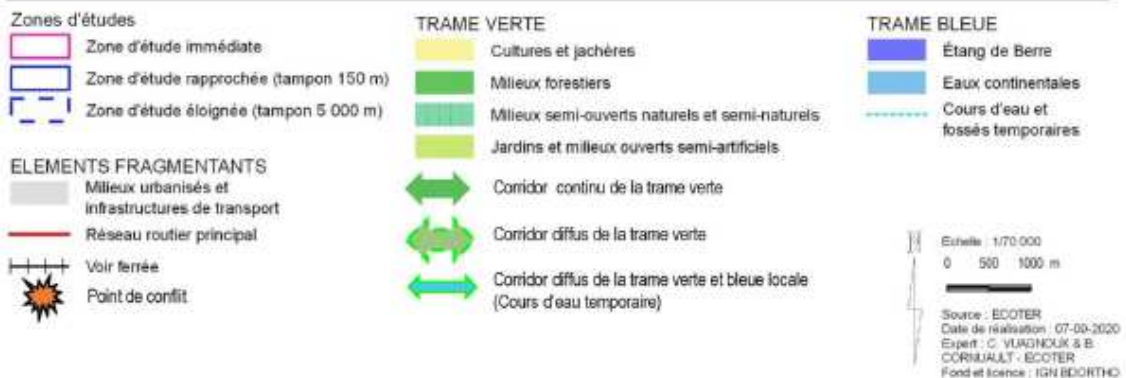 Zones d'études
Zone d'étude immédiate
Zone d'étude rapprochée (tampon 150 m)
Zone d'étude éloignée (tampon 5 000 m)
ELEMENTS FRAGMENTANTS
Milieux urbanisés et
infrastructures de transport
Réseau routier principal
Voir ferrée
Point de conflit
TRAME VERTE
Cultures et jachères
Milieux forestiers
Milieux semi-ouverts naturels et semi-naturels
Jardins et milieux ouverts semi-artificiels
Corridor continu de la trame verte
Corridor diffus de la trame verte
Corridor diffus de la trame verte et bleue locale
(Cours d'eau temporaire)
TRAME BLEUE
Étang de Berre
Eaux continentales
Cours d'eau et
fossés temporaires
Echelle : 1/70 000
0 500 1000 m
Source : ECOTER
Date de réalisation : 07-09-2020
Expert : C. VUAGNOUX & B.
CORNUAULT - ECOTER
Fond et licence : IGN BDORTHO